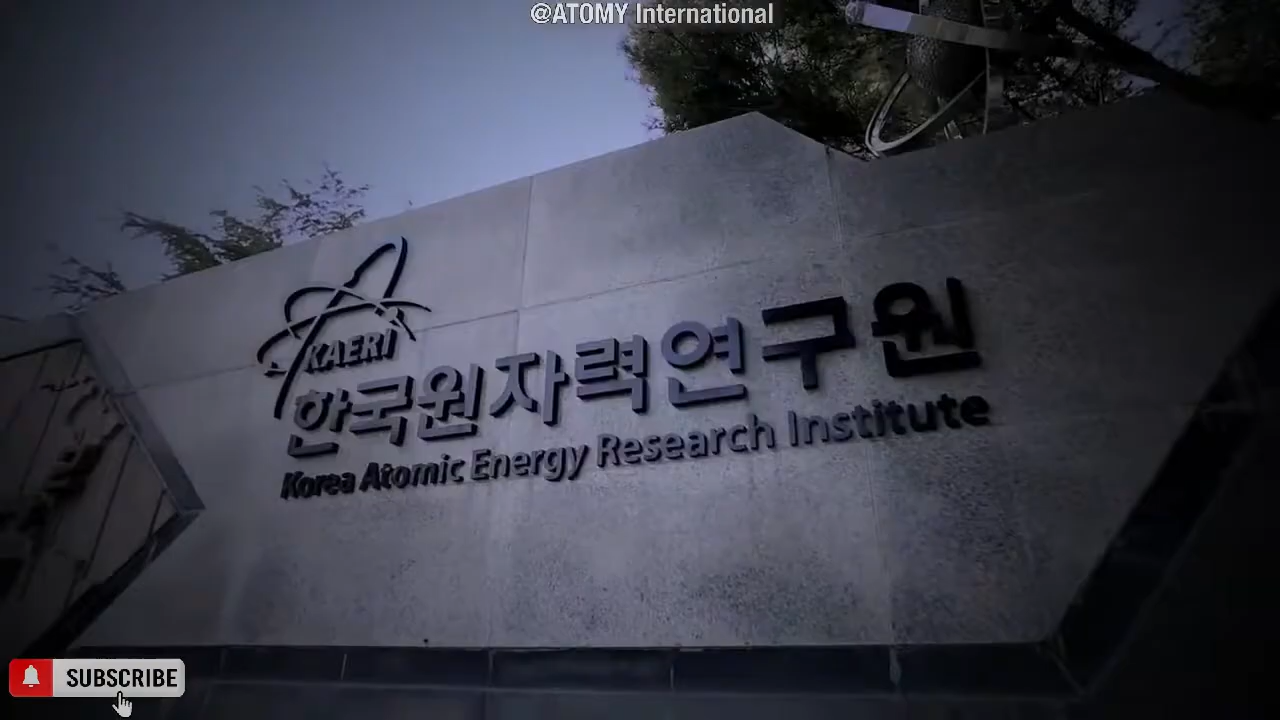 @ATOMY International
KAERI
한국원자력연구원
Korea Atomic Energy Research Institute
SUBSCRIBE